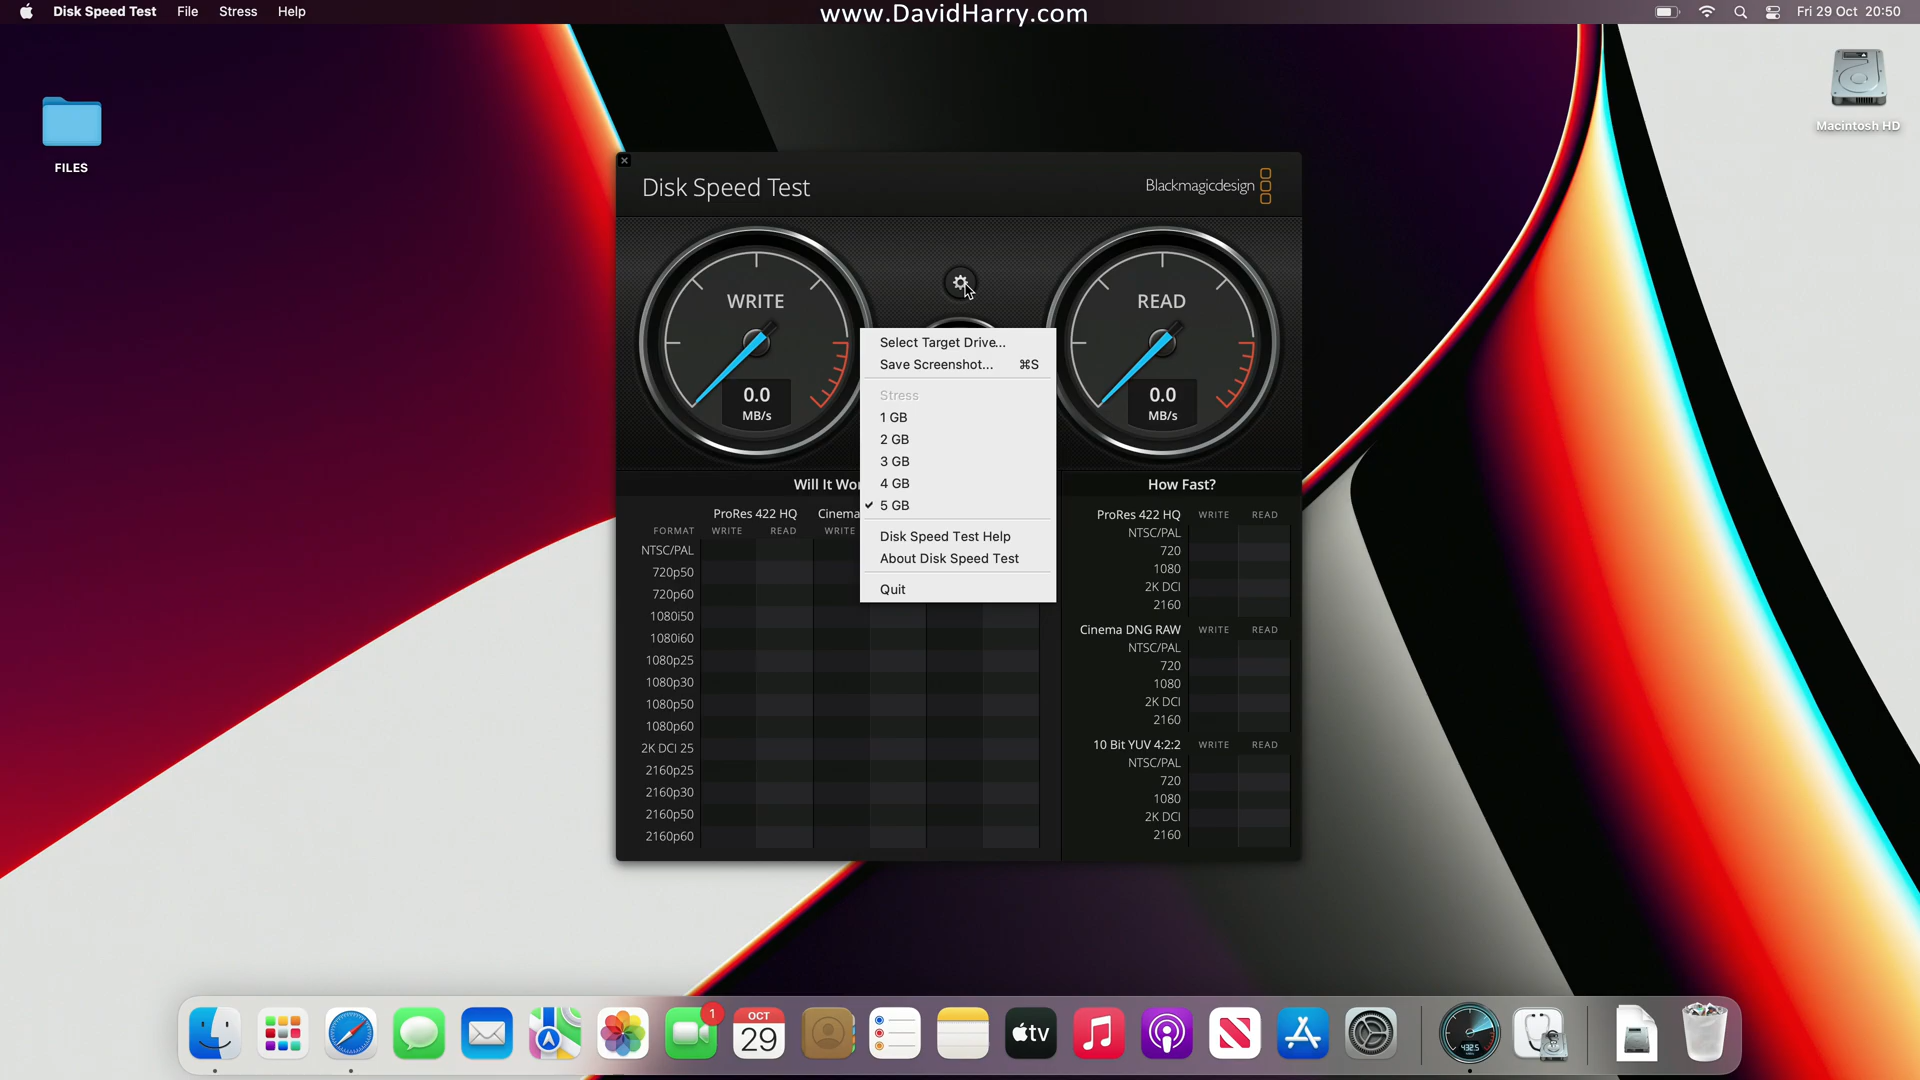 Disk Speed Test File Stress Help
www.DavidHarry.com
Fri 29 Oct 20:50
FILES
Macintosh HD
Disk Speed Test
Blackmagicdesign
WRITE
0.0
MB/s
READ
0.0
MB/s
Select Target Drive...
Save Screenshot... ⌘S
Stress
1 GB
2 GB
3 GB
4 GB
✓ 5 GB
Disk Speed Test Help
About Disk Speed Test
Quit
Will It Wo
ProRes 422 HQ Cinema
FORMAT WRITE READ WRITE
NTSC/PAL
720p50
720p60
1080i50
1080i60
1080p25
1080p30
1080p50
1080p60
2K DCI 25
2160p25
2160p30
2160p50
2160p60
How Fast?
ProRes 422 HQ WRITE READ
NTSC/PAL
720
1080
2K DCI
2160
Cinema DNG RAW WRITE READ
NTSC/PAL
720
1080
2K DCI
2160
10 Bit YUV 4:2:2 WRITE READ
NTSC/PAL
720
1080
2K DCI
2160
1
OCT
29
tv
432.5